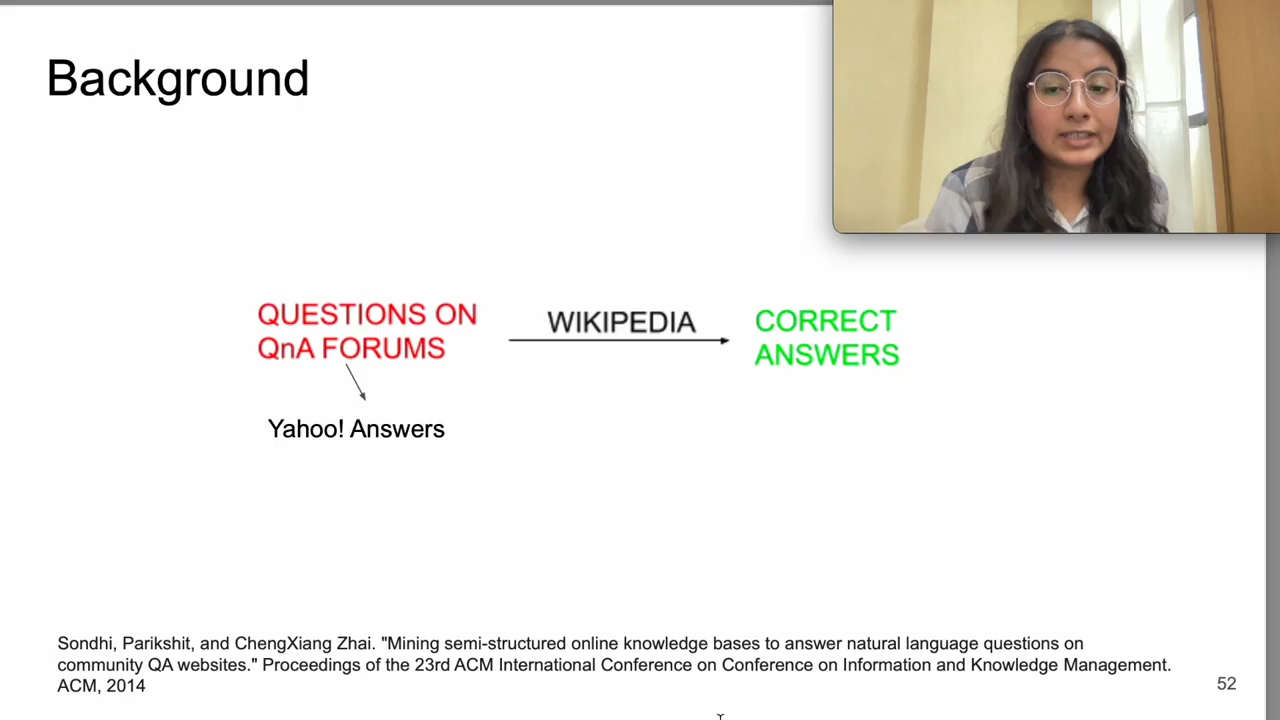 Background
QUESTIONS ON
QnA FORUMS
WIKIPEDIA
CORRECT
ANSWERS
Yahoo! Answers
Sondhi, Parikshit, and ChengXiang Zhai. "Mining semi-structured online knowledge bases to answer natural language questions on
community QA websites." Proceedings of the 23rd ACM International Conference on Conference on Information and Knowledge Management.
ACM, 2014
52